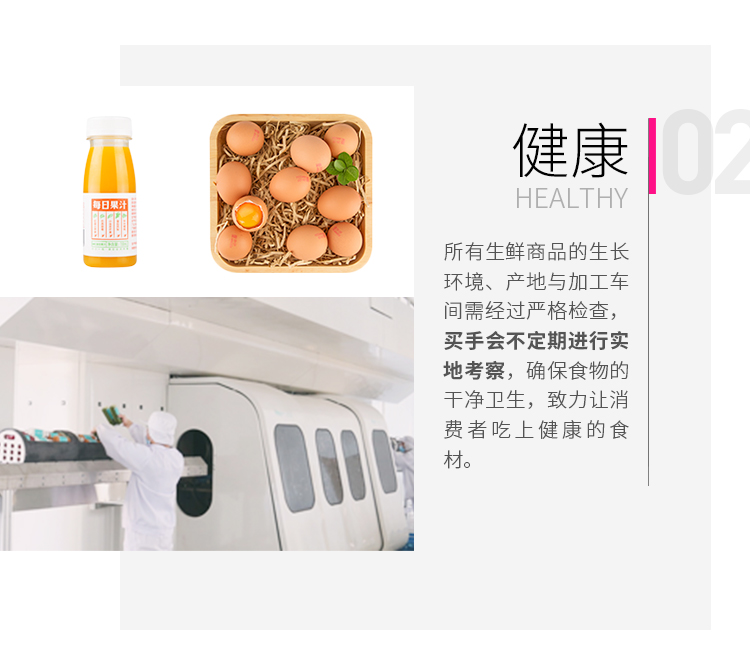 健康
02
HEALTHY
所有生鲜商品的生长
环境、产地与加工车
间需经过严格检查，
买手会不定期进行实
地考察，确保食物的
干净卫生，致力让消
费者吃上健康的食
材。
每日果汁